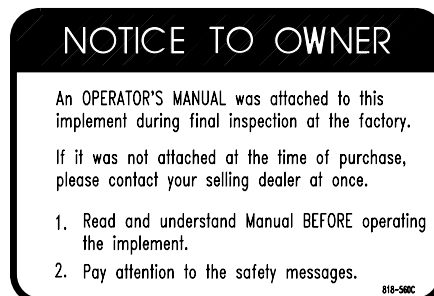 NOTICE TO OWNER
An OPERATOR'S MANUAL was attached to this
implement during final inspection at the factory.
If it was not attached at the time of purchase,
please contact your selling dealer at once.
1. Read and understand Manual BEFORE operating
the implement.
2. Pay attention to the safety messages.
818-560C